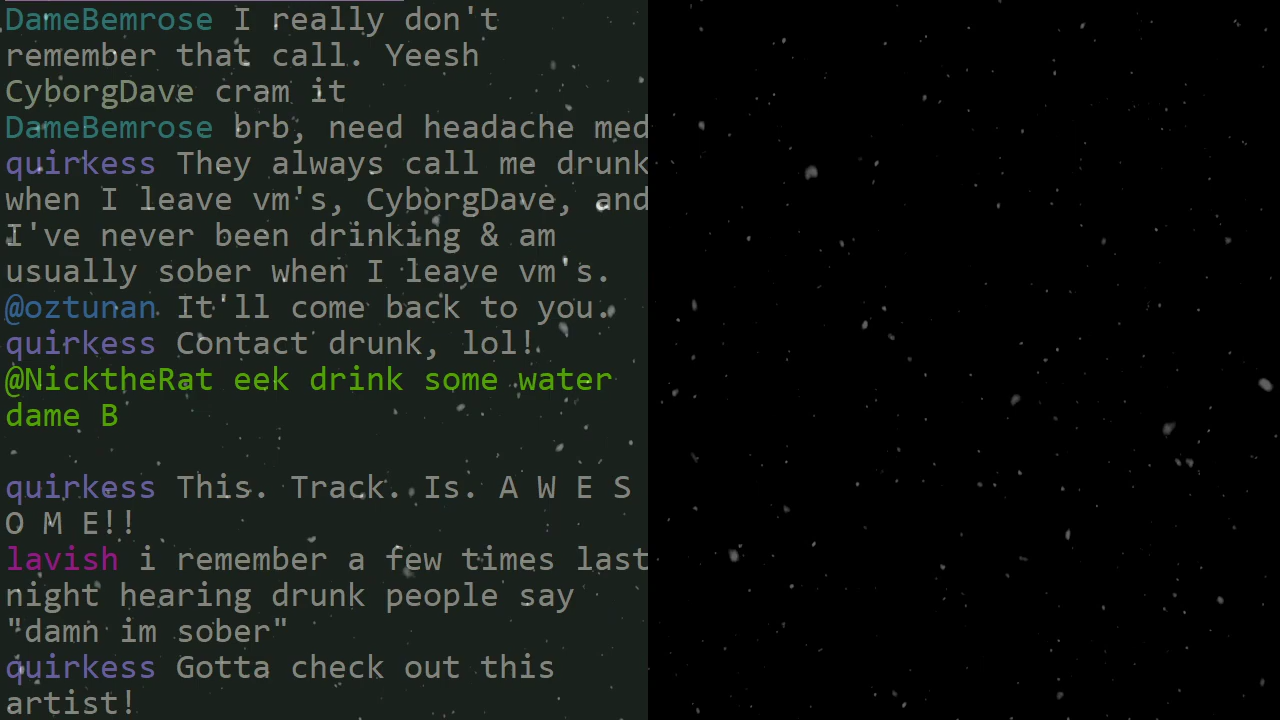 DameBemrose I really don't
remember that call. Yeesh
CyborgDave cram it
DameBemrose brb, need headache med
quirkess They always call me drunk
when I leave vm's, CyborgDave, and
I've never been drinking & am
usually sober when I leave vm's.
@oztunan It'll come back to you.
quirkess Contact drunk, lol!
@NicktheRat eek drink some water
dame B
quirkess This. Track. Is. A W E S
O M E!!
lavish i remember a few times last
night hearing drunk people say
"damn im sober"
quirkess Gotta check out this
artist!